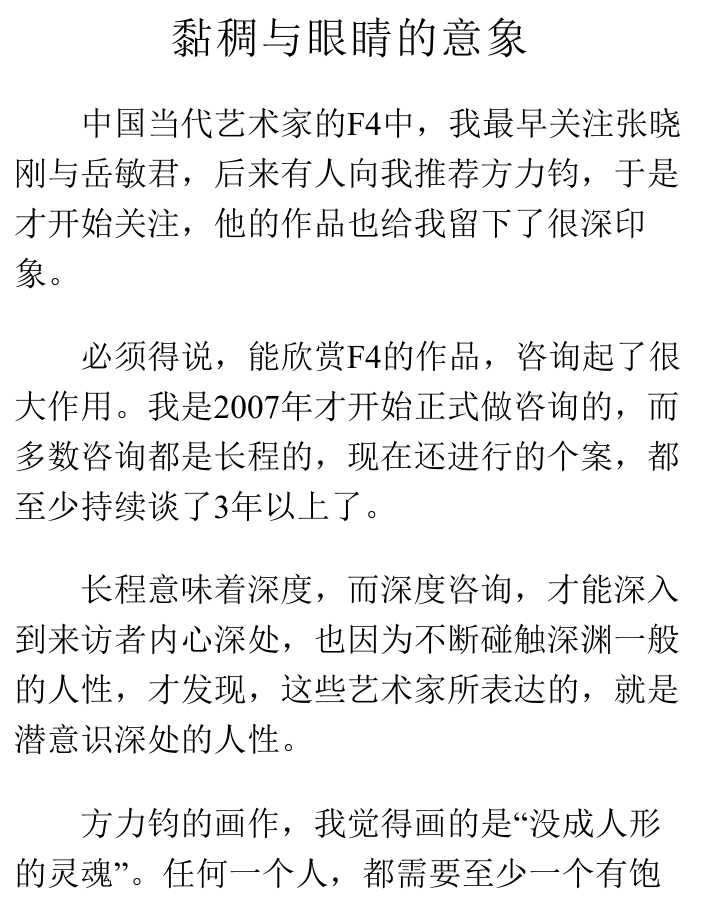 黏稠与眼睛的意象
中国当代艺术家的F4中，我最早关注张晓
刚与岳敏君，后来有人向我推荐方力钧，于是
才开始关注，他的作品也给我留下了很深印
象。
必须得说，能欣赏F4的作品，咨询起了很
大作用。我是2007年才开始正式做咨询的，而
多数咨询都是长程的，现在还进行的个案，都
至少持续谈了3年以上了。
长程意味着深度，而深度咨询，才能深入
到来访者内心深处，也因为不断碰触深渊一般
的人性，才发现，这些艺术家所表达的，就是
潜意识深处的人性。
方力钧的画作，我觉得画的是“没成人形
的灵魂”。任何一个人，都需要至少一个有饱